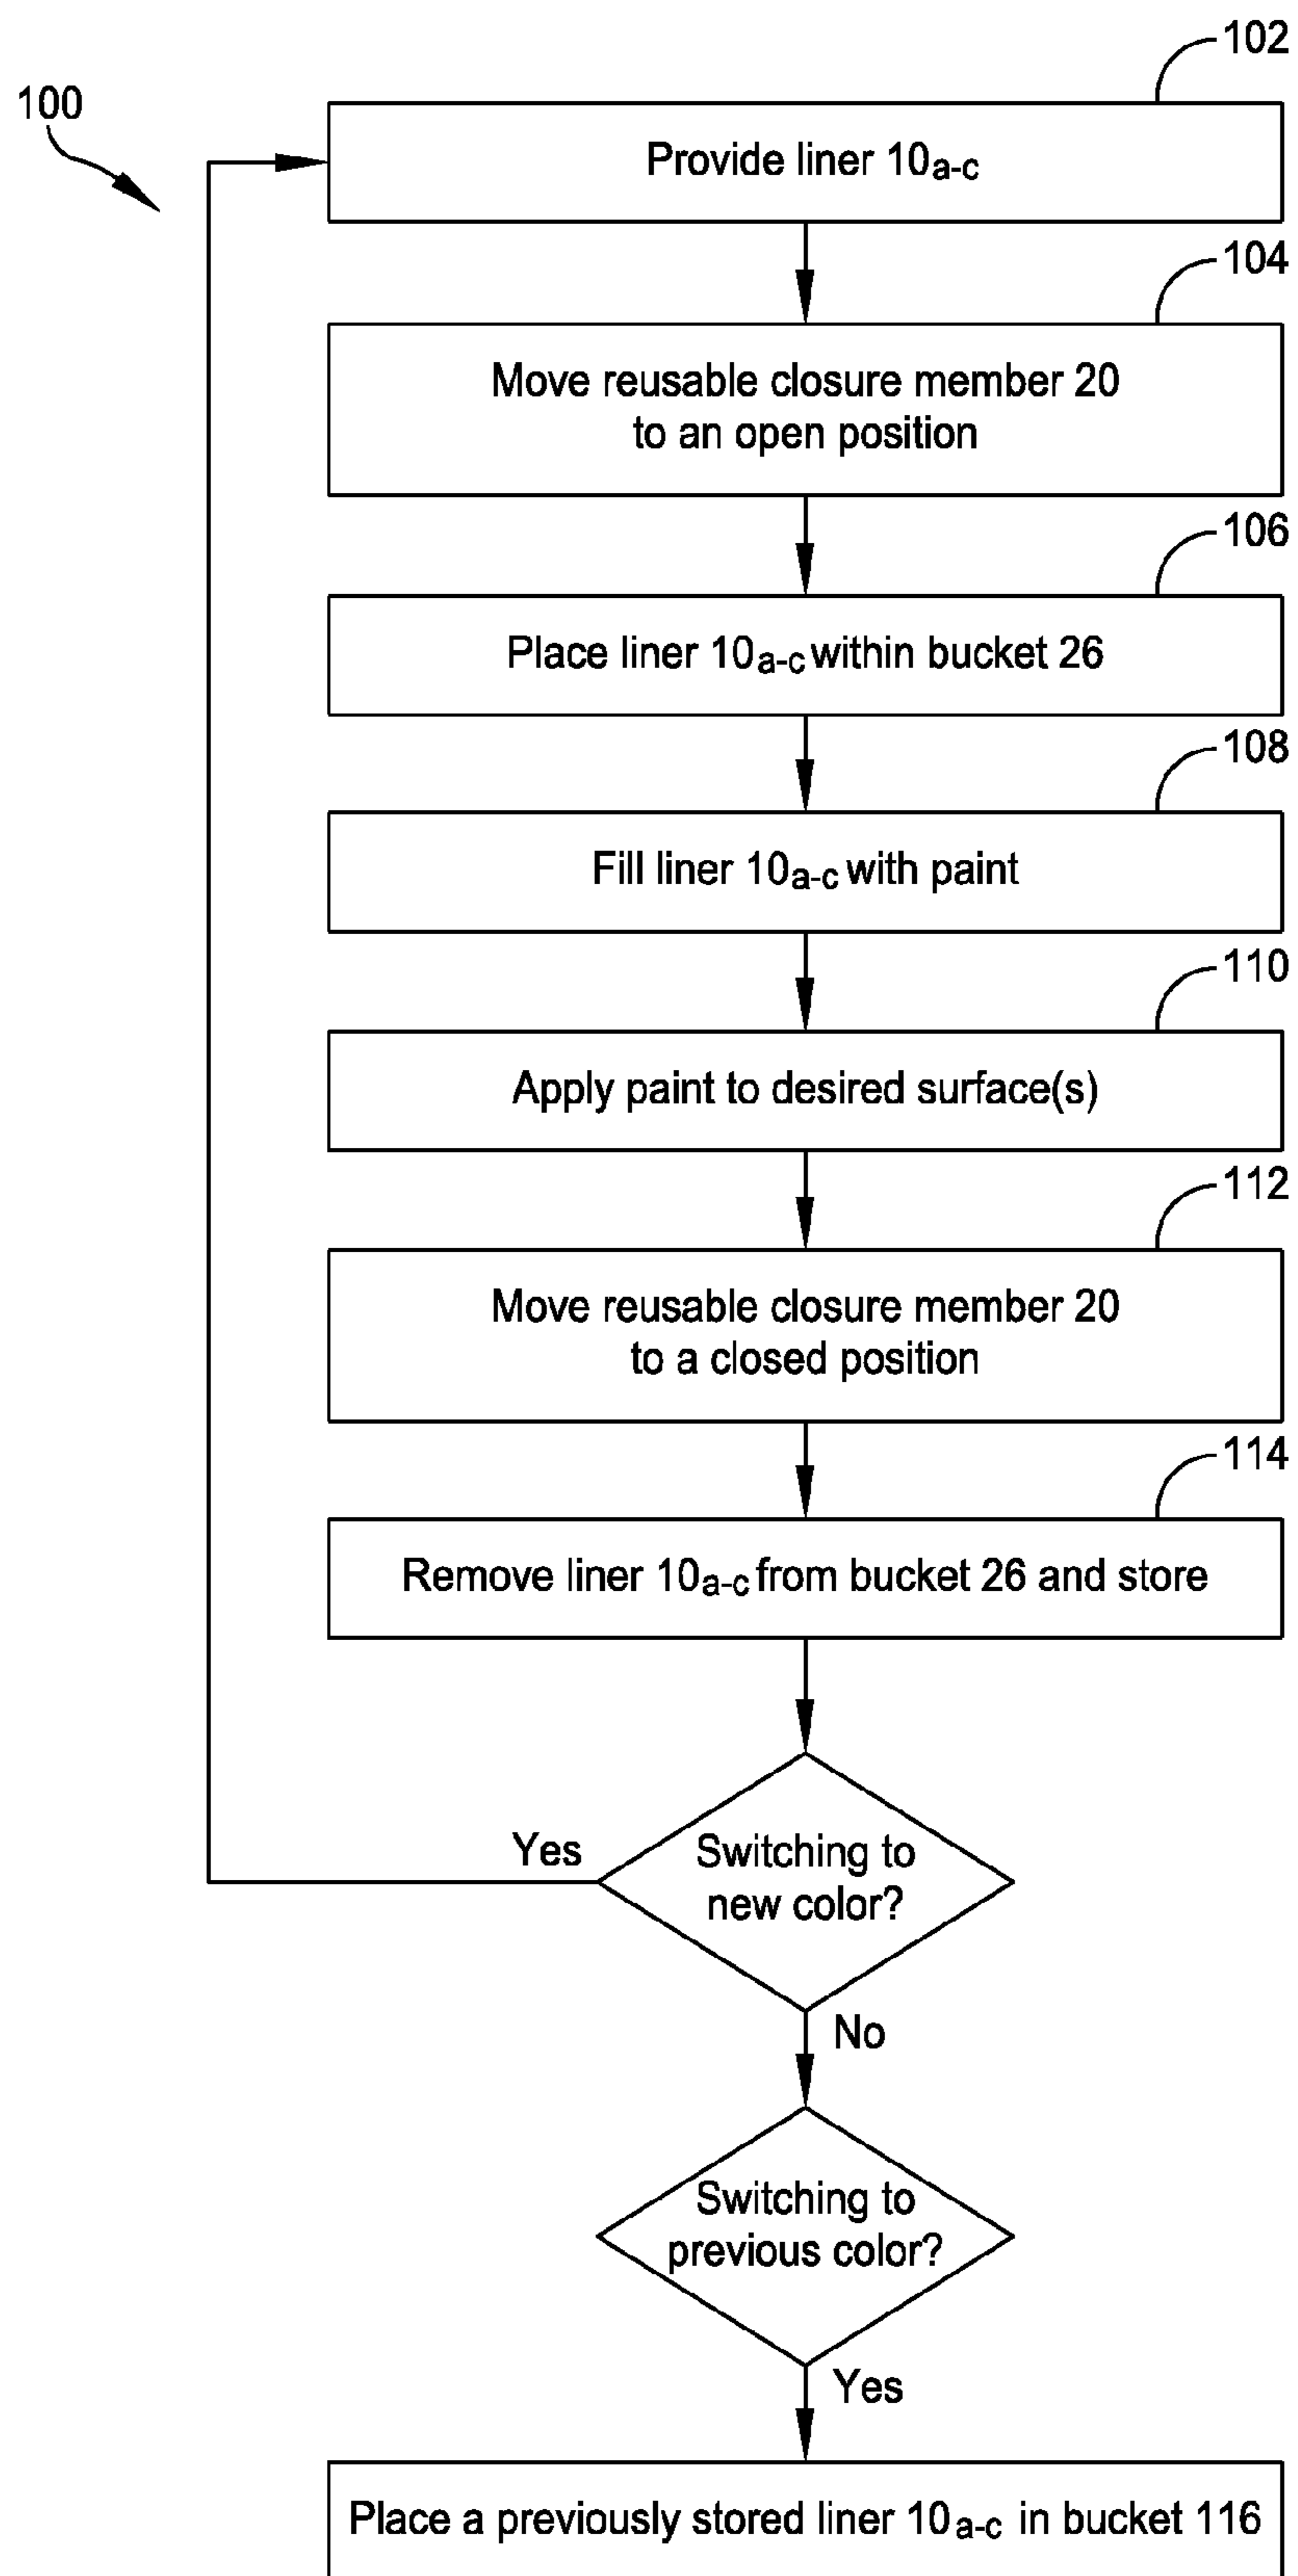 100
102
Provide liner 10a-c
104
Move reusable closure member 20
to an open position
106
Place liner 10a-c within bucket 26
108
Fill liner 10a-c with paint
110
Apply paint to desired surface(s)
112
Move reusable closure member 20
to a closed position
114
Remove liner 10a-c from bucket 26 and store
Yes
Switching to
new color?
No
Switching to
previous color?
Yes
Place a previously stored liner 10a-c in bucket 116